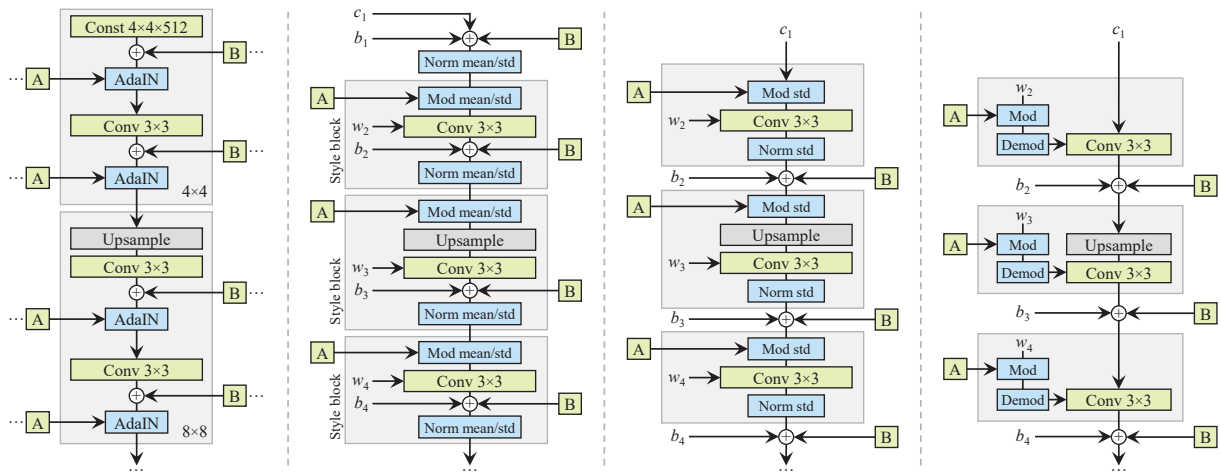 Const 4×4×512
B ...
... A
AdaIN
Conv 3×3
B ...
... A
AdaIN
4×4
Upsample
Conv 3×3
B ...
... A
AdaIN
Conv 3×3
B ...
... A
AdaIN
8×8
...
c1
b1
B
Norm mean/std
A
Mod mean/std
w2
Conv 3×3
b2
B
Norm mean/std
Style block
A
Mod mean/std
Upsample
w3
Conv 3×3
b3
B
Norm mean/std
Style block
A
Mod mean/std
w4
Conv 3×3
b4
B
Norm mean/std
Style block
...
c1
A
Mod std
w2
Conv 3×3
Norm std
b2
B
A
Mod std
Upsample
w3
Conv 3×3
Norm std
b3
B
A
Mod std
w4
Conv 3×3
Norm std
b4
B
...
c1
w2
A
Mod
Demod
Conv 3×3
b2
B
w3
A
Mod
Upsample
Demod
Conv 3×3
b3
B
w4
A
Mod
Demod
Conv 3×3
b4
B
...